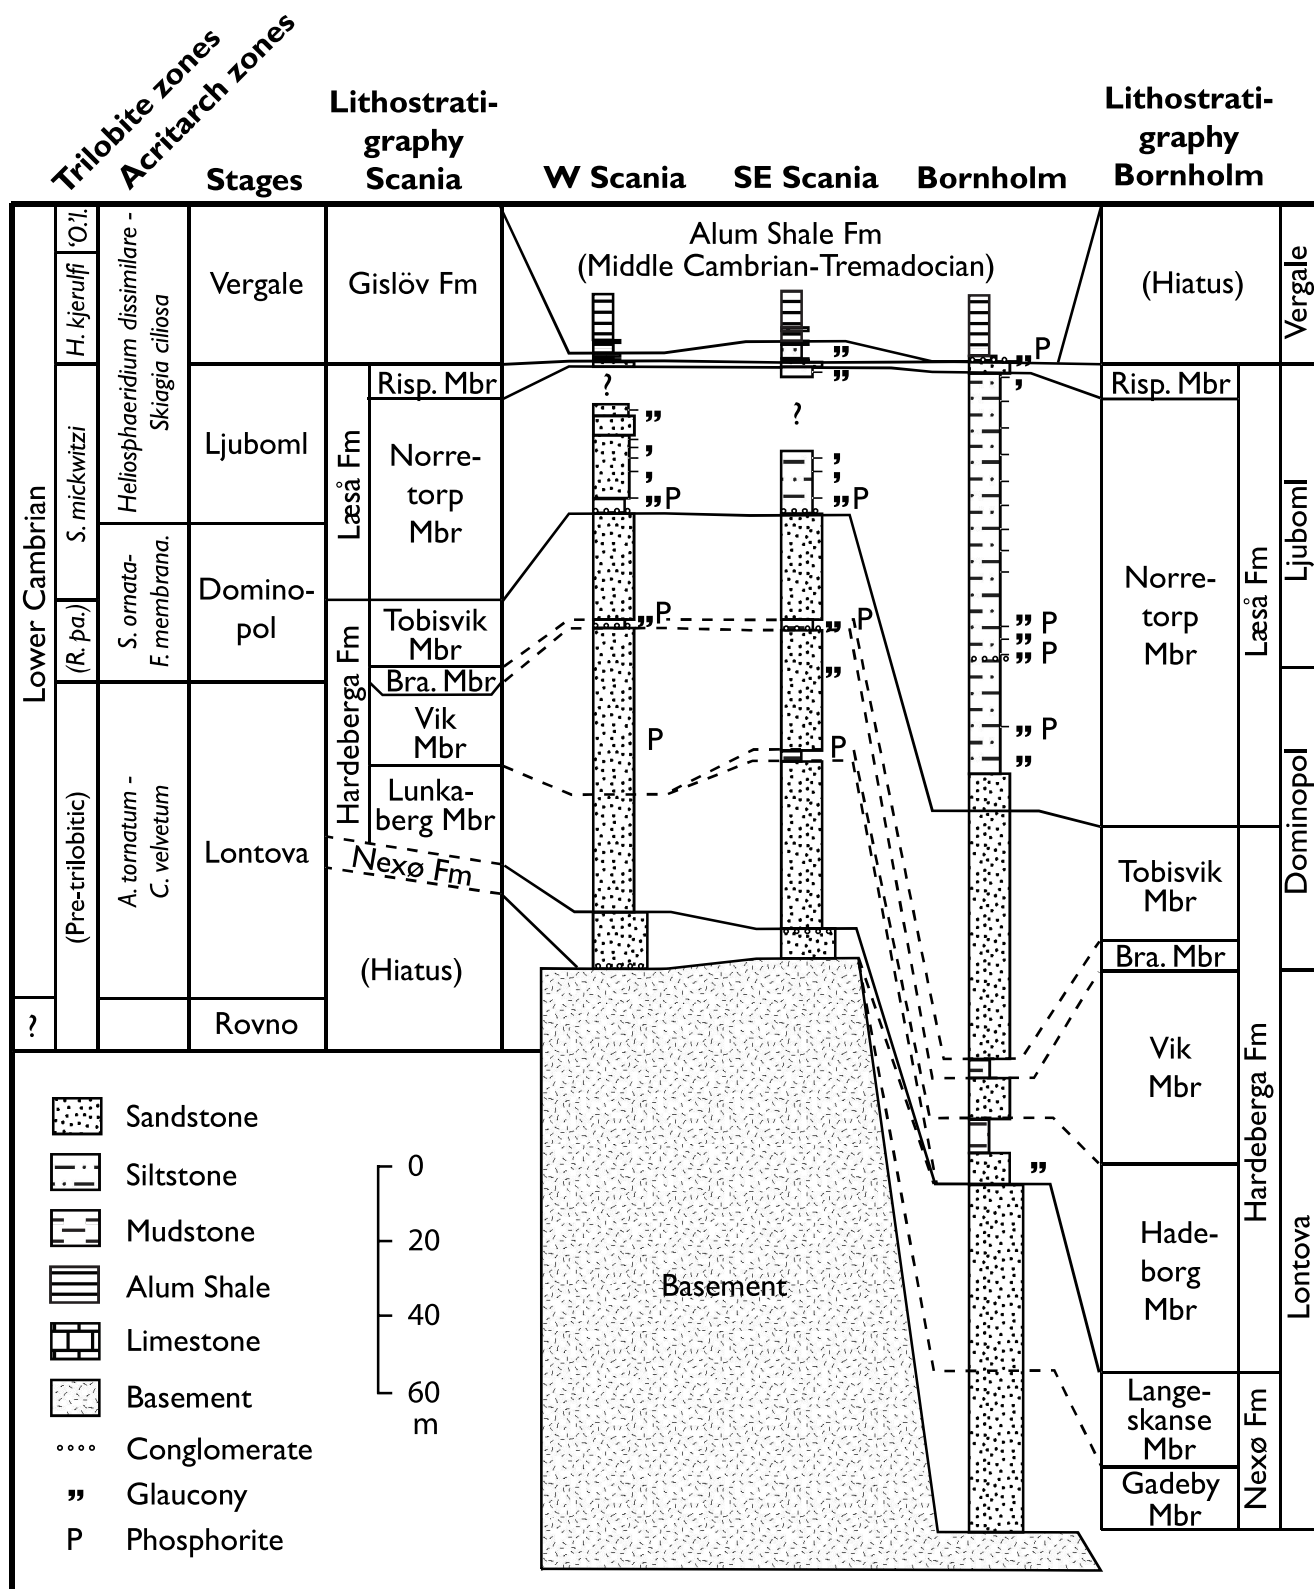 Trilobite zones
Acritarch zones
Stages
Lithostrati-
graphy
Scania
W Scania
SE Scania
Bornholm
Lithostrati-
graphy
Bornholm
Lower Cambrian
?
'O.'l.
H. kjerulfi
S. mickwitzi
(R. pa.)
(Pre-trilobitic)
Heliosphaeridium dissimilare -
Skiagia ciliosa
S. ornata-
F. membrana.
A. tornatum -
C. velvetum
Vergale
Ljuboml
Domino-
pol
Lontova
Rovno
Gislöv Fm
Læså Fm
Risp. Mbr
Norre-
torp
Mbr
Hardeberga Fm
Tobisvik
Mbr
Bra. Mbr
Vik
Mbr
Lunka-
berg Mbr
Nexø Fm
(Hiatus)
Alum Shale Fm
(Middle Cambrian-Tremadocian)
?
P
P
P
?
P
P
P
P
P
P
P
Basement
(Hiatus)
Risp. Mbr
Norre-
torp
Mbr
Læså Fm
Tobisvik
Mbr
Bra. Mbr
Vik
Mbr
Hade-
borg
Mbr
Hardeberga Fm
Lange-
skanse
Mbr
Gadeby
Mbr
Nexø Fm
Vergale
Ljuboml
Dominopol
Lontova
Sandstone
Siltstone
Mudstone
Alum Shale
Limestone
Basement
Conglomerate
Glaucony
P Phosphorite
0
20
40
60
m